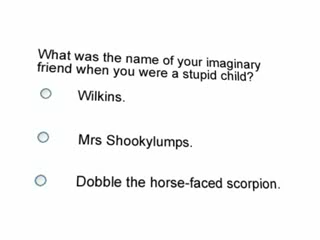 What was the name of your imaginary
friend when you were a stupid child?
Wilkins.
Mrs Shookylumps.
Dobble the horse-faced scorpion.